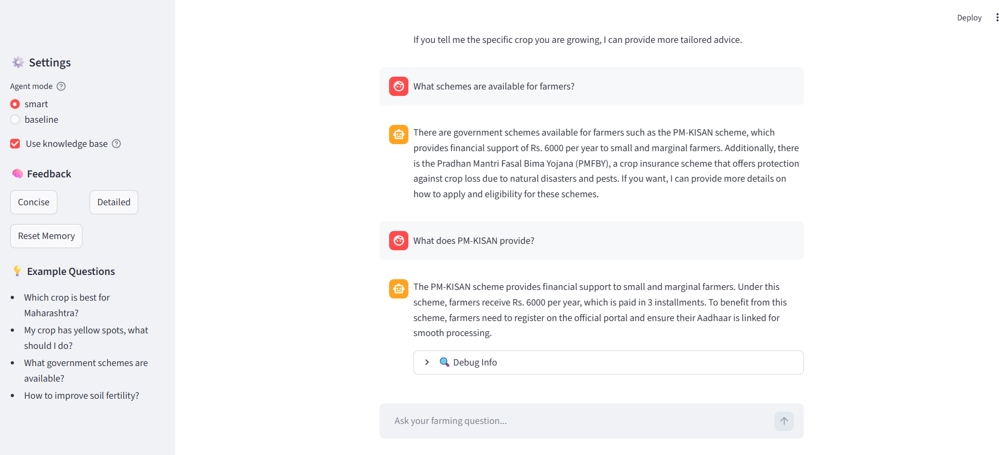 Deploy
Settings
Agent mode
smart
baseline
Use knowledge base
Feedback
Concise
Detailed
Reset Memory
Example Questions
Which crop is best for
Maharashtra?
My crop has yellow spots, what
should I do?
What government schemes are
available?
How to improve soil fertility?
If you tell me the specific crop you are growing, I can provide more tailored advice.
What schemes are available for farmers?
There are government schemes available for farmers such as the PM-KISAN scheme, which
provides financial support of Rs. 6000 per year to small and marginal farmers. Additionally, there
is the Pradhan Mantri Fasal Bima Yojana (PMFBY), a crop insurance scheme that offers protection
against crop loss due to natural disasters and pests. If you want, I can provide more details on
how to apply and eligibility for these schemes.
What does PM-KISAN provide?
The PM-KISAN scheme provides financial support to small and marginal farmers. Under this
scheme, farmers receive Rs. 6000 per year, which is paid in 3 installments. To benefit from this
scheme, farmers need to register on the official portal and ensure their Aadhaar is linked for
smooth processing.
Debug Info
Ask your farming question...